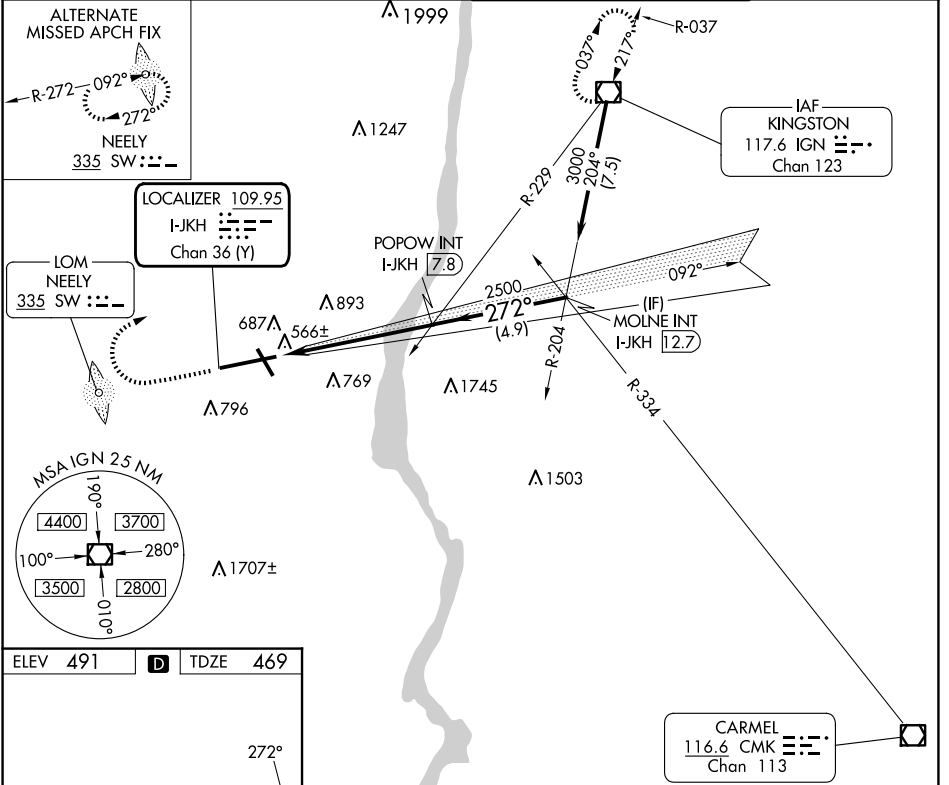 ALTERNATE
MISSED APCH FIX
R-272
092°
272°
NEELY
335 SW
1999
R-037
037°
217°
IAF
KINGSTON
117.6 IGN
Chan 123
1247
3000
204°
(7.5)
R-229
LOCALIZER 109.95
I-JKH
Chan 36 (Y)
POPOW INT
I-JKH 7.8
LOM
NEELY
335 SW
092°
2500
272°
(4.9)
(IF)
MOLNE INT
I-JKH 12.7
893
687
566±
R-204
769
1745
796
R-334
1503
MSA IGN 25 NM
190°
4400
3700
100°
280°
3500
2800
010°
1707±
ELEV 491
D
TDZE 469
272°
CARMEL
116.6 CMK
Chan 113